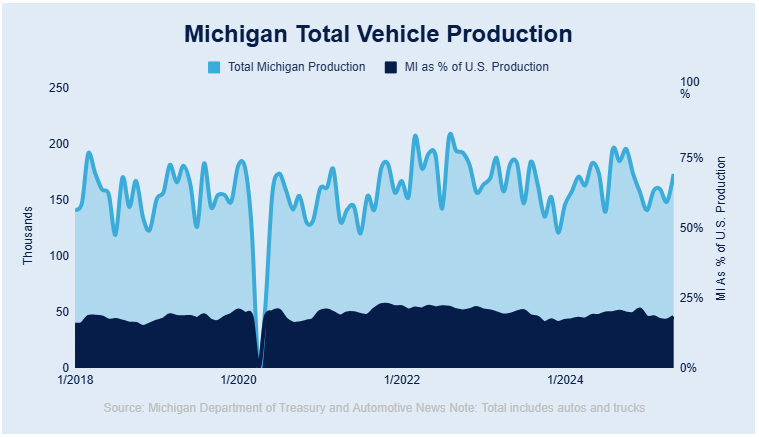 Michigan Total Vehicle Production
Total Michigan Production
MI as % of U.S. Production
250
200
150
100
50
0
Thousands
100
%
75%
50%
25%
0%
MI As % of U.S. Production
1/2018
1/2020
1/2022
1/2024
Source: Michigan Department of Treasury and Automotive News Note: Total includes autos and trucks